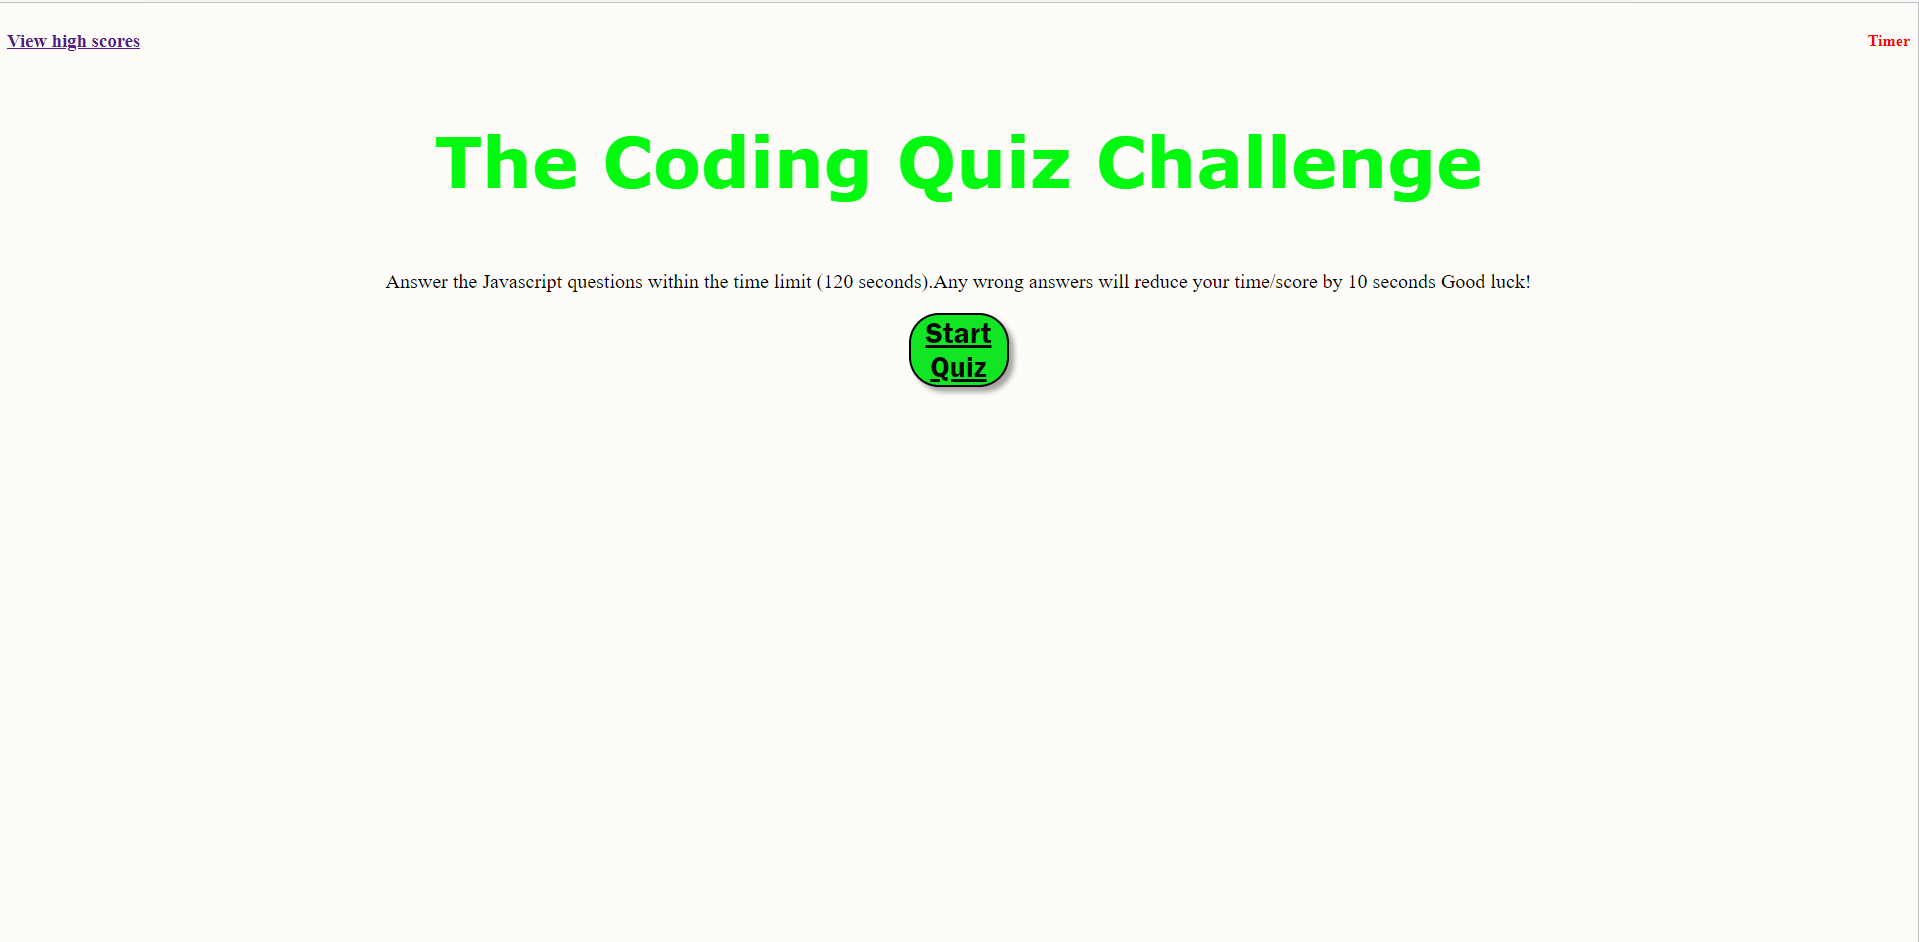 View high scores
Timer
The Coding Quiz Challenge
Answer the Javascript questions within the time limit (120 seconds).Any wrong answers will reduce your time/score by 10 seconds Good luck!
Start
Quiz